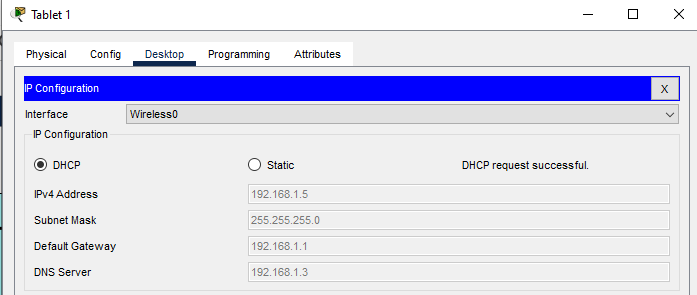 Tablet 1
Physical Config Desktop Programming Attributes
IP Configuration X
Interface Wireless0
IP Configuration
DHCP Static DHCP request successful.
IPv4 Address 192.168.1.5
Subnet Mask 255.255.255.0
Default Gateway 192.168.1.1
DNS Server 192.168.1.3